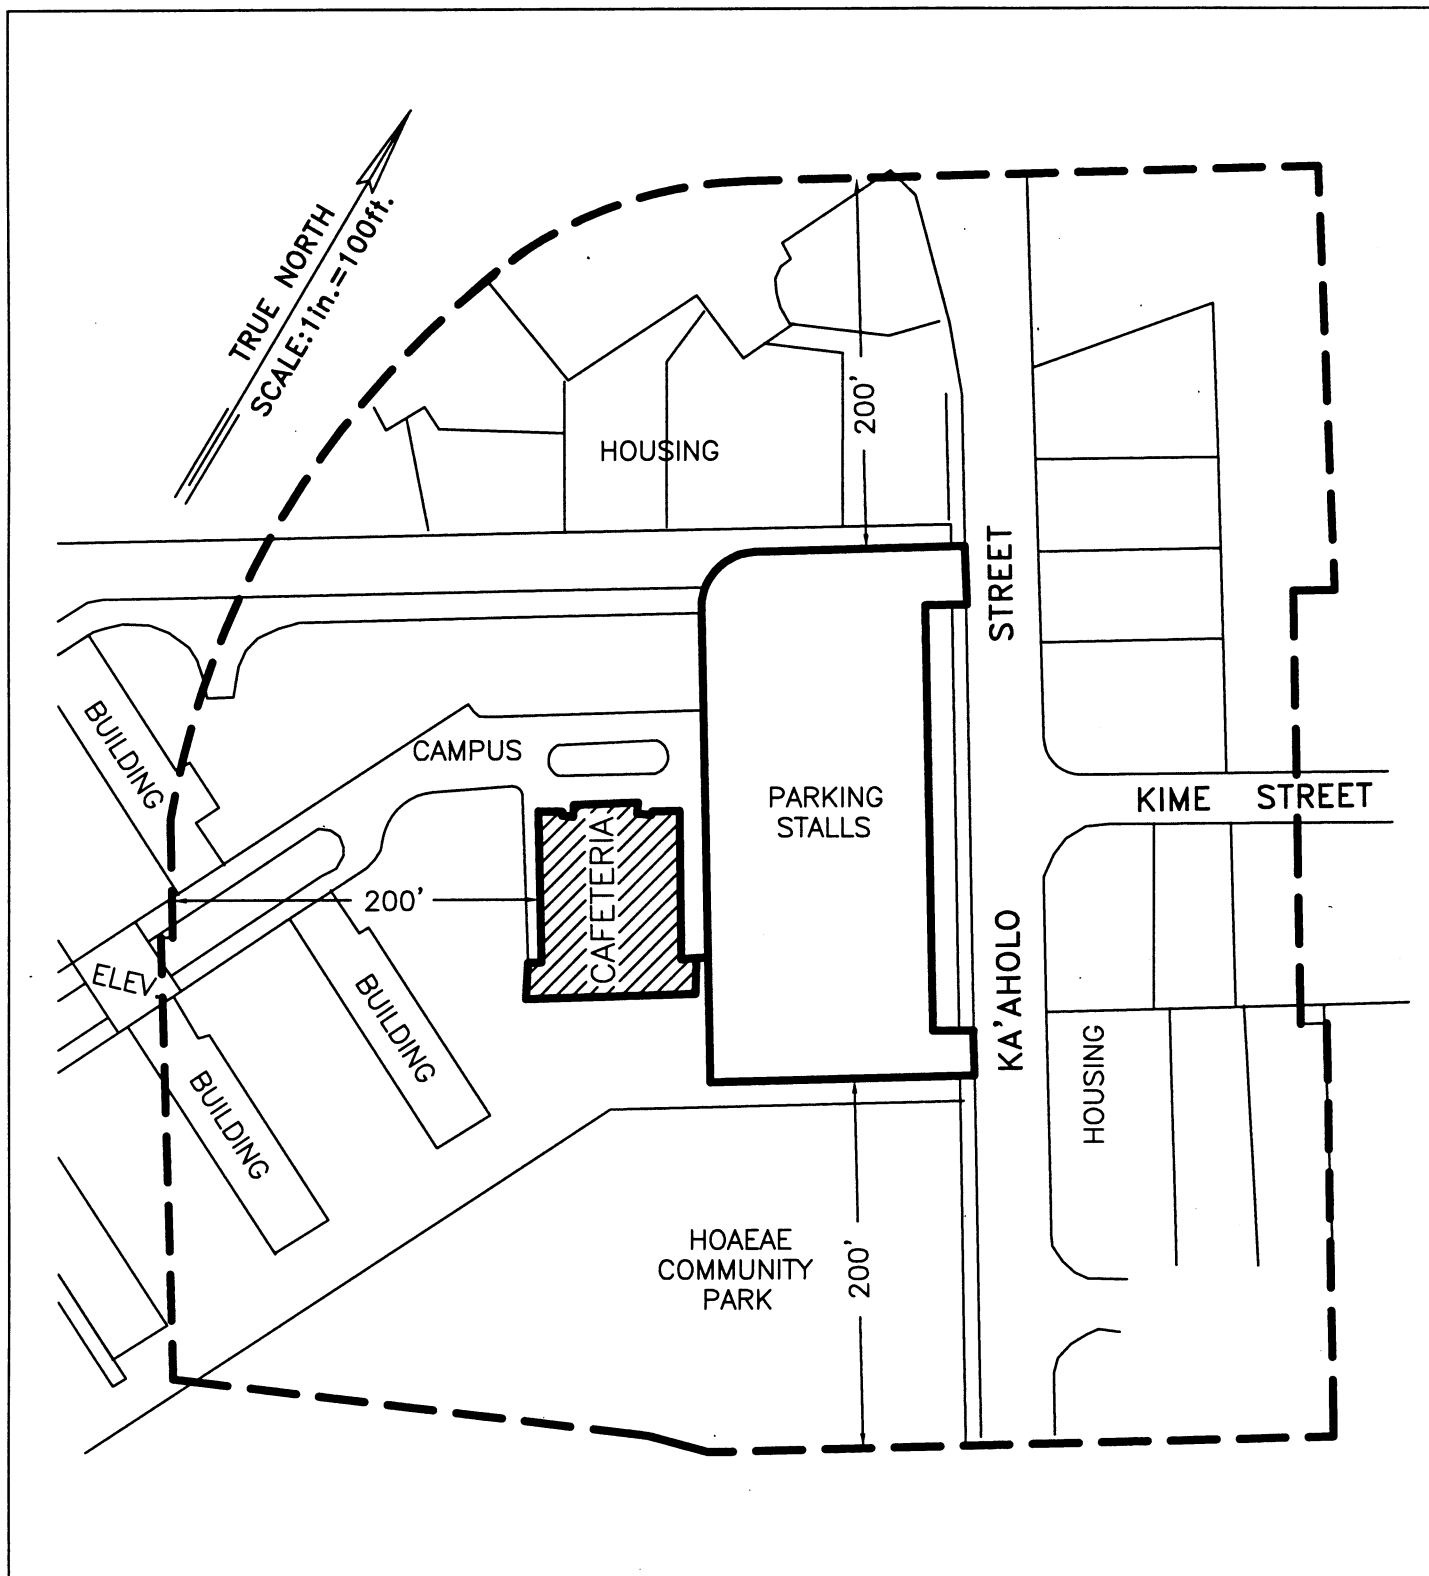 TRUE NORTH
SCALE:1in.=100ft.
200'
HOUSING
STREET
BUILDING
CAMPUS
PARKING
STALLS
KIME STREET
CAFETERIA
200'
ELEV.
BUILDING
KA'AHOLO
HOUSING
BUILDING
HOAEAE
COMMUNITY
PARK
200'